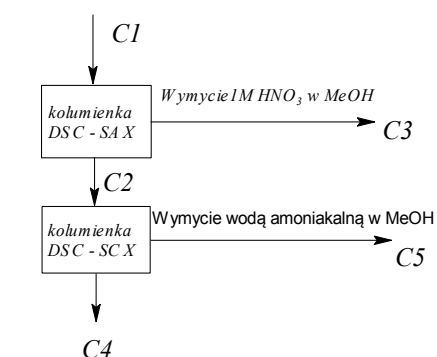 C1
kolumienka
DSC - SAX
Wymycie 1M HNO₃ w MeOH
C3
C2
kolumienka
DSC - SCX
Wymycie wodą amoniakalną w MeOH
C5
C4